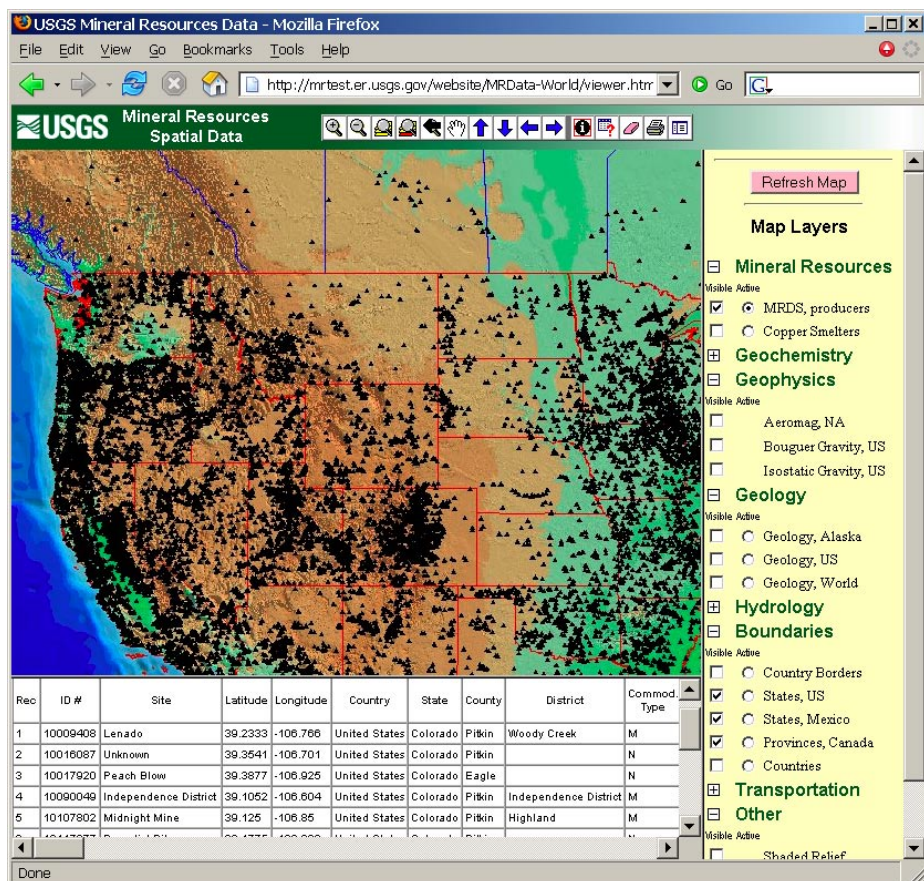 USGS Mineral Resources Data - Mozilla Firefox
File Edit View Go Bookmarks Tools Help
http://mrtest.er.usgs.gov/website/MRData-World/viewer.htm Go G
USGS Mineral Resources
Spatial Data
Refresh Map
Map Layers
Mineral Resources
Visible Active
MRDS, producers
Copper Smelters
Geochemistry
Geophysics
Visible Active
Aeromag, NA
Bouguer Gravity, US
Isostatic Gravity, US
Geology
Visible Active
Geology, Alaska
Geology, US
Geology, World
Hydrology
Boundaries
Visible Active
Country Borders
States, US
States, Mexico
Provinces, Canada
Countries
Transportation
Other
Visible Active
Shaded Relief
Rec ID # Site Latitude Longitude Country State County District Commod. Type
1 10009408 Lenado 39.2333 -106.766 United States Colorado Pitkin Woody Creek M
2 10016087 Unknown 39.3541 -106.701 United States Colorado Pitkin N
3 10017920 Peach Blow 39.3877 -106.925 United States Colorado Eagle N
4 10090049 Independence District 39.1052 -106.604 United States Colorado Pitkin Independence District M
5 10107802 Midnight Mine 39.125 -106.85 United States Colorado Pitkin Highland M
Done